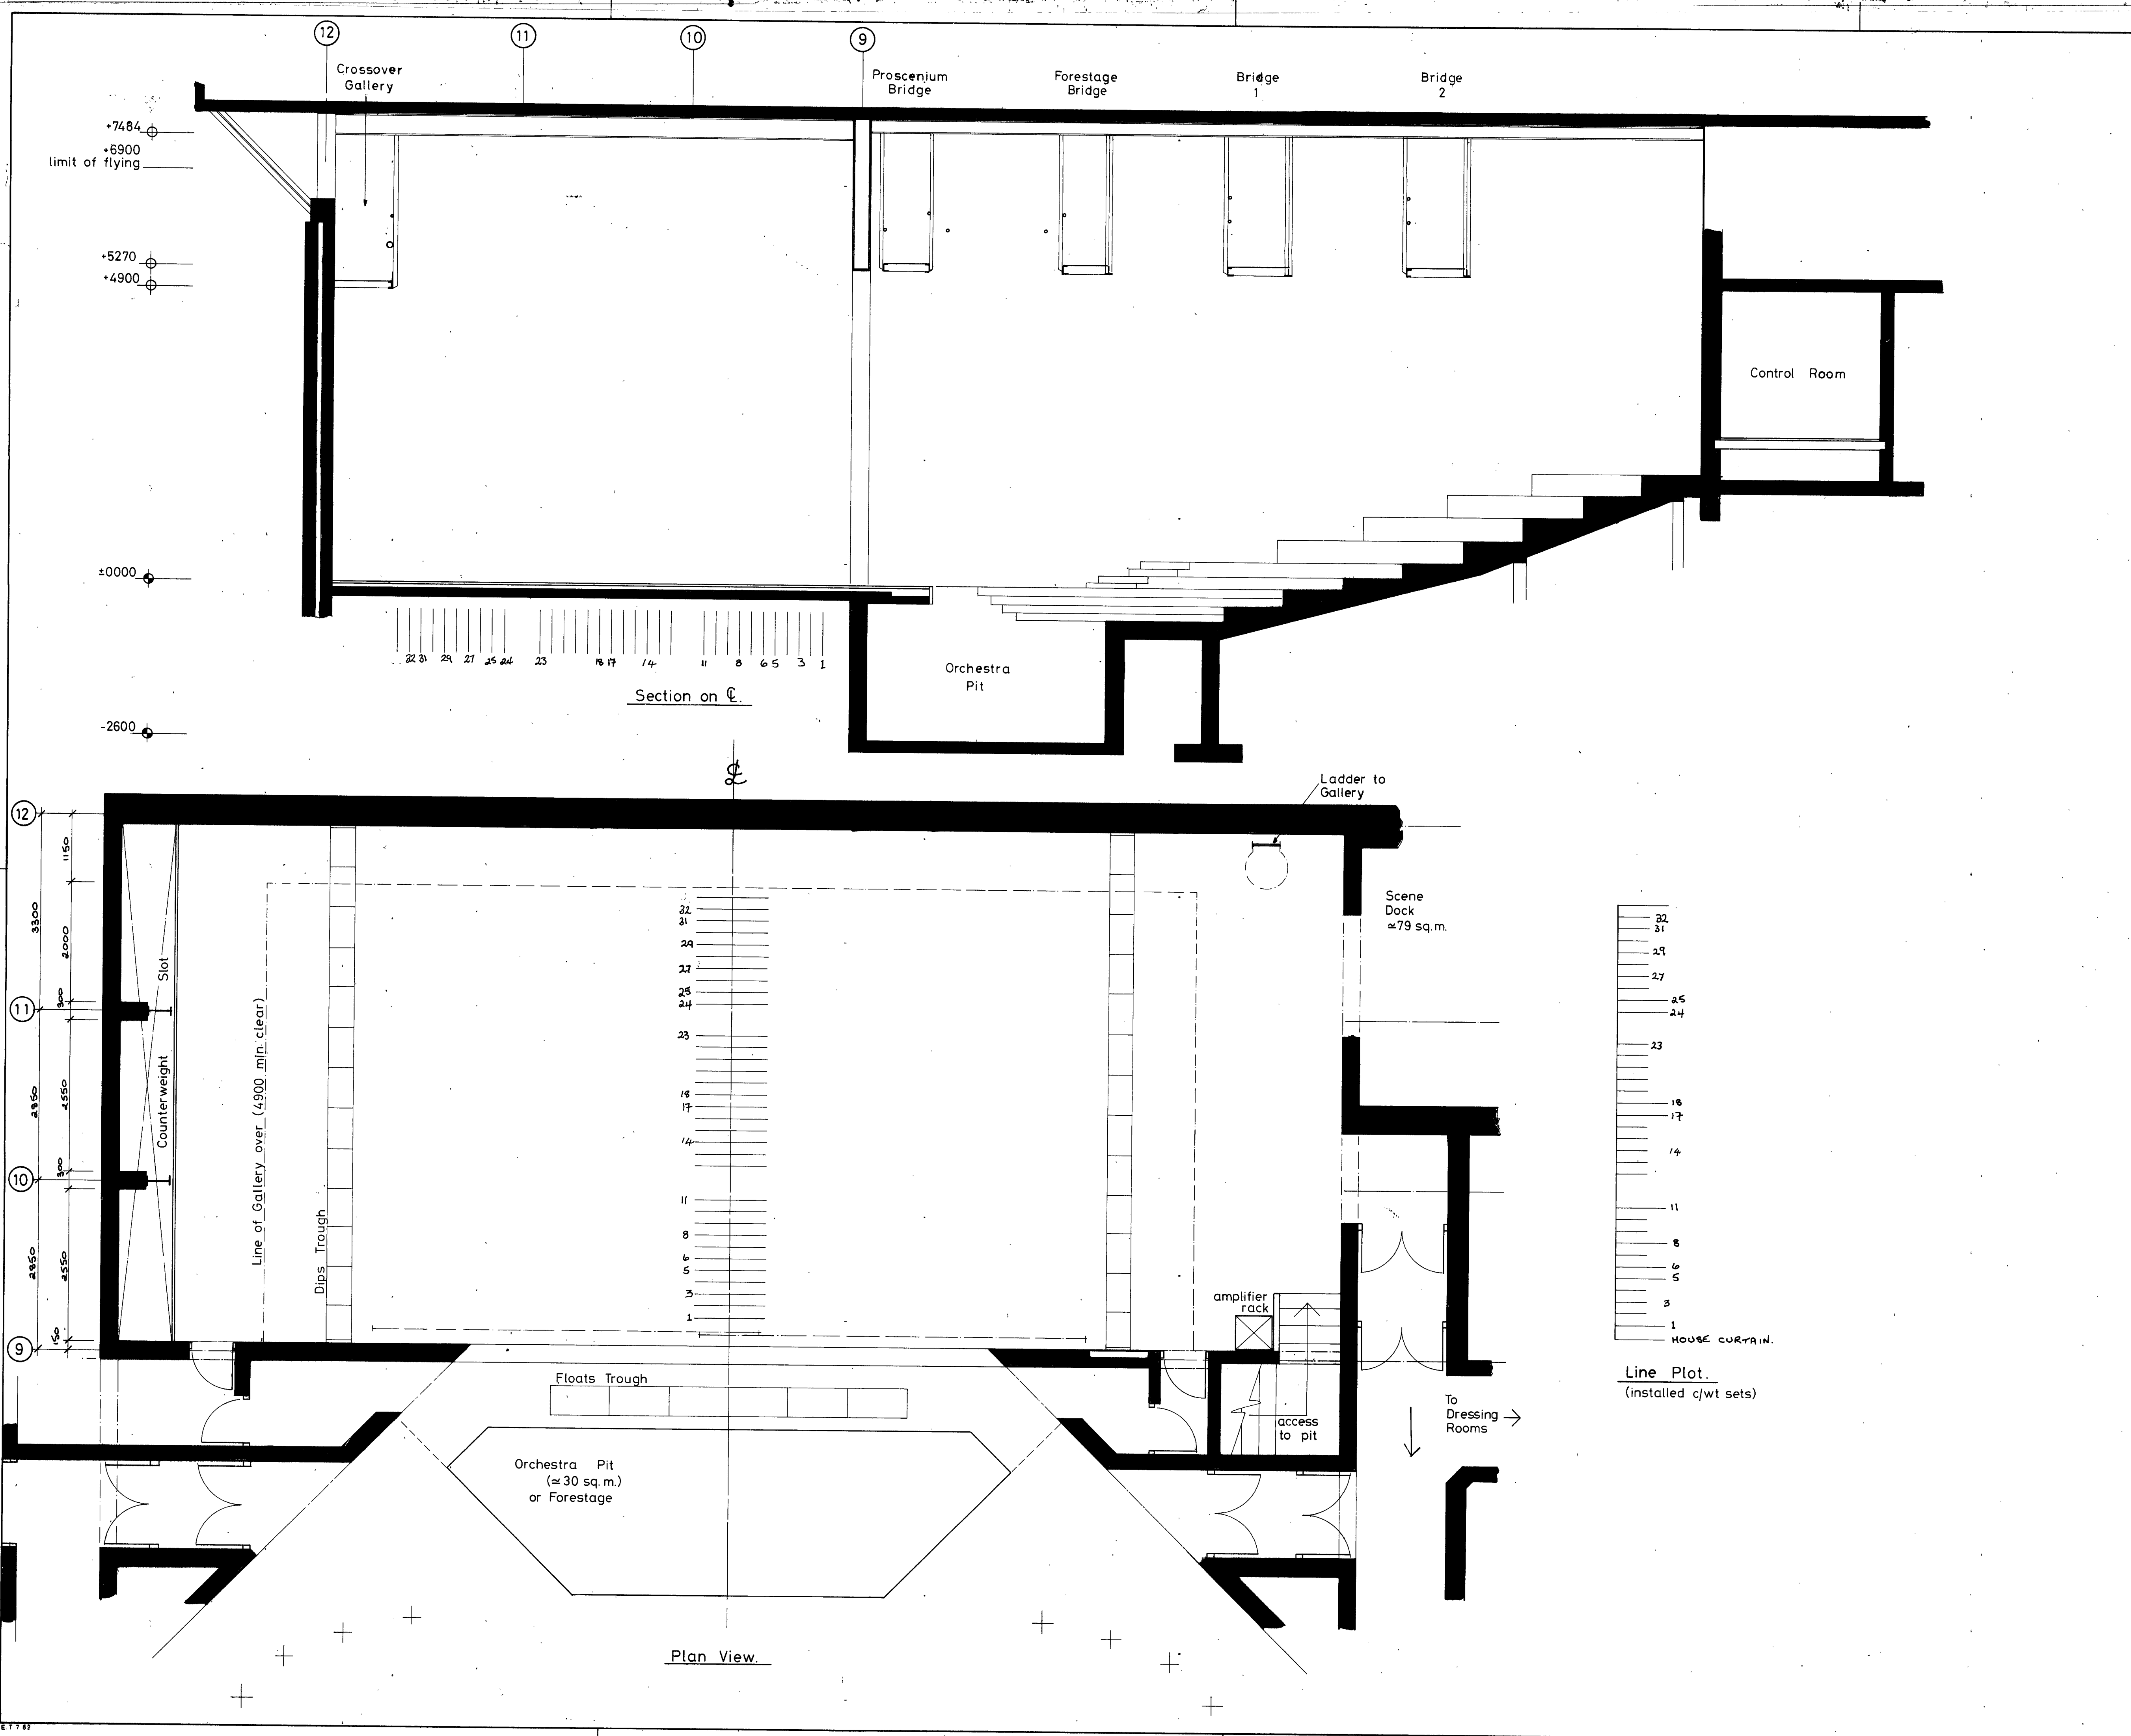 12
11
10
9
Crossover
Gallery
Proscenium
Bridge
Forestage
Bridge
Bridge
1
Bridge
2
+7484
+6900
limit of flying
+5270
+4900
±0000
-2600
Control Room
32 31 29 27 25 24 23 18 17 14 11 8 6 5 3 1
Orchestra
Pit
Section on ℄.
℄
Ladder to
Gallery
12
11
10
9
3300
2850
2850
1150
2000
300
2550
300
2550
150
Slot
Counterweight
Line of Gallery over (4900 min. clear)
Dips Trough
32
31
29
27
25
24
23
18
17
14
11
8
6
5
3
1
Scene
Dock
≃79 sq.m.
amplifier
rack
access
to pit
Floats Trough
Orchestra Pit
(≃30 sq.m.)
or Forestage
To
Dressing
Rooms
Plan View.
32
31
29
27
25
24
23
18
17
14
11
8
6
5
3
1
HOUSE CURTAIN.
Line Plot.
(installed c/wt sets)
E.T 7 82